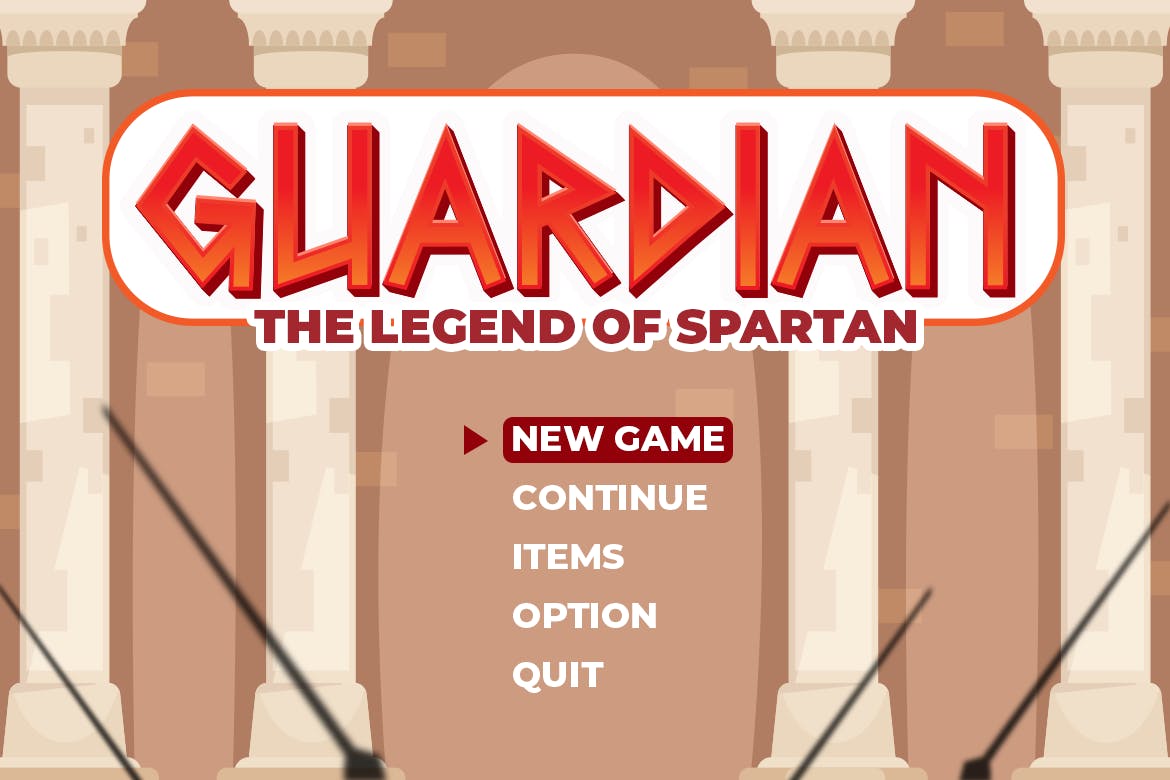 GUARDIAN
THE LEGEND OF SPARTAN
NEW GAME
CONTINUE
ITEMS
OPTION
QUIT